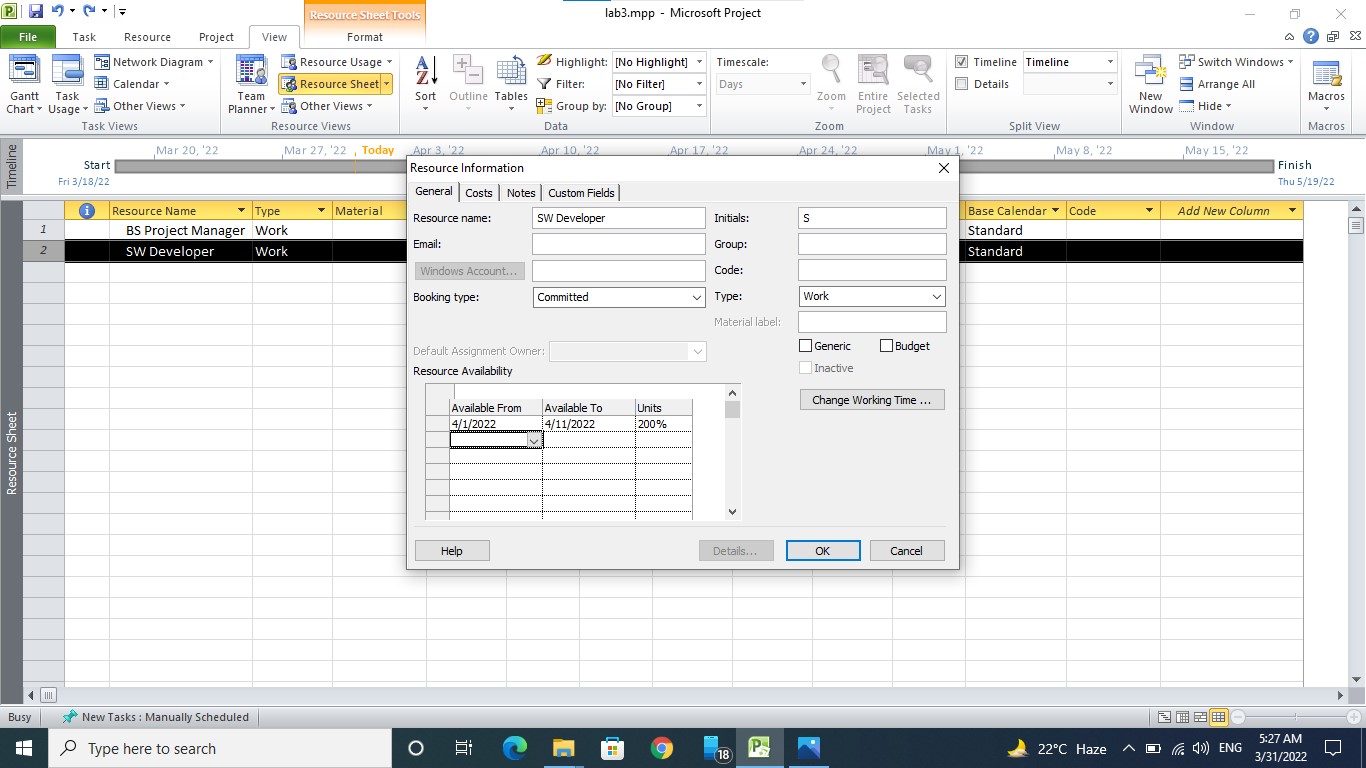 lab3.mpp - Microsoft Project
Resource Sheet Tools
File Task Resource Project View Format
Gantt Chart
Task Usage
Network Diagram
Calendar
Other Views
Task Views
Team Planner
Resource Usage
Resource Sheet
Other Views
Resource Views
Sort
Outline
Tables
Highlight: [No Highlight]
Filter: [No Filter]
Group by: [No Group]
Data
Timescale:
Days
Zoom
Entire Project
Selected Tasks
Zoom
Timeline Timeline
Details
Split View
New Window
Switch Windows
Arrange All
Hide
Window
Macros
Macros
Timeline
Mar 20, '22 Mar 27, '22 Today Apr 3, '22 Apr 10, '22 Apr 17, '22 Apr 24, '22 May 1, '22 May 8, '22 May 15, '22
Start
Fri 3/18/22
Finish
Thu 5/19/22
Resource Sheet
Resource Name Type Material Base Calendar Code Add New Column
1 BS Project Manager Work Standard
2 SW Developer Work Standard
Resource Information
General Costs Notes Custom Fields
Resource name: SW Developer Initials: S
Email: Group:
Windows Account... Code:
Booking type: Committed Type: Work
Material label:
Generic Budget
Default Assignment Owner:
Inactive
Resource Availability
Change Working Time ...
Available From Available To Units
4/1/2022 4/11/2022 200%
Help Details... OK Cancel
Busy New Tasks : Manually Scheduled
Type here to search
18
22°C Haze
ENG
5:27 AM
3/31/2022